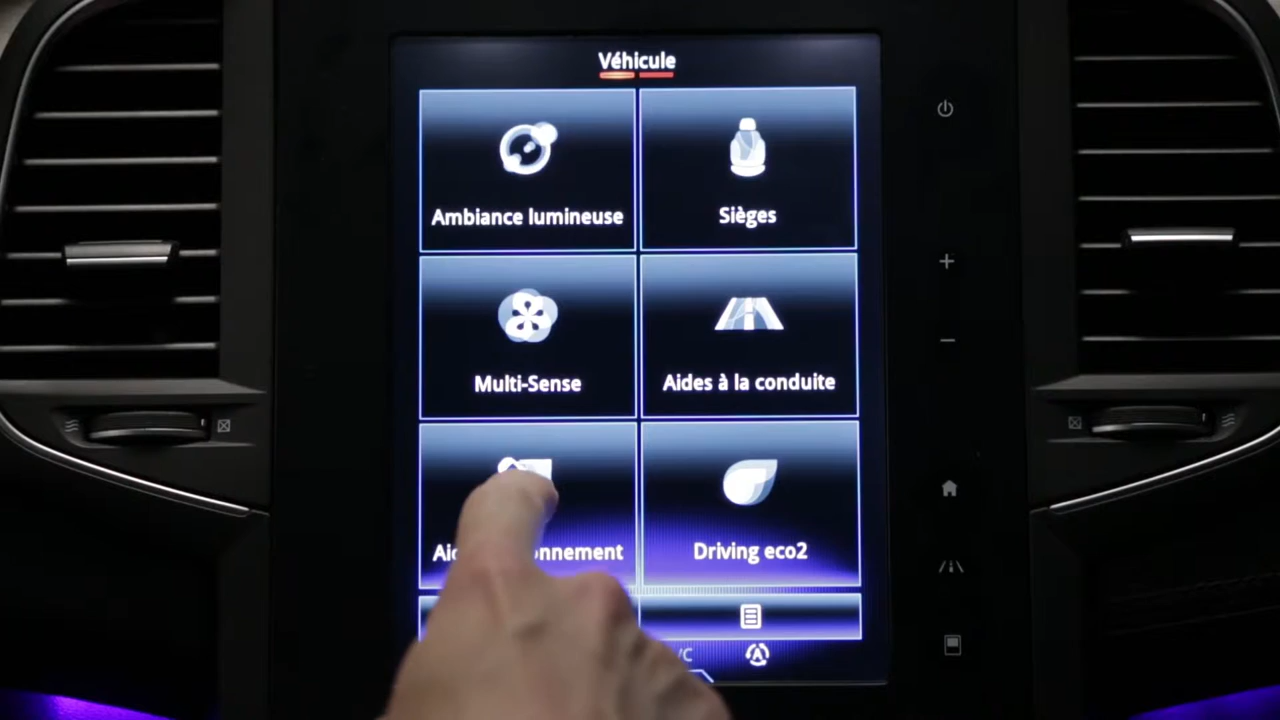 Véhicule
Ambiance lumineuse
Sièges
Multi-Sense
Aides à la conduite
Driving eco2